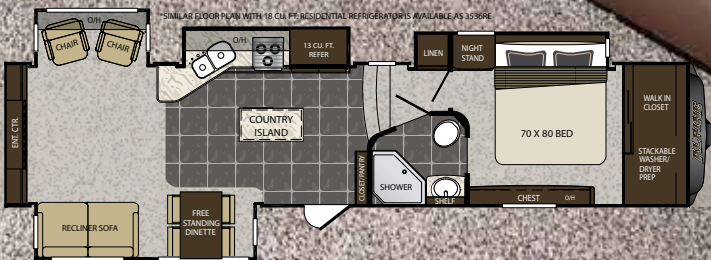 *SIMILAR FLOOR PLAN WITH 18 CU. FT. RESIDENTIAL REFRIGERATOR IS AVAILABLE AS 3536RE
O/H
CHAIR
CHAIR
O/H
13 CU. FT.
REFER
LINEN
NIGHT
STAND
ENT. CTR.
COUNTRY
ISLAND
70 X 80 BED
WALK IN
CLOSET
STACKABLE
WASHER/
DRYER
PREP
CLOSET/PANTRY
SHOWER
SHELF
CHEST
O/H
RECLINER SOFA
FREE
STANDING
DINETTE